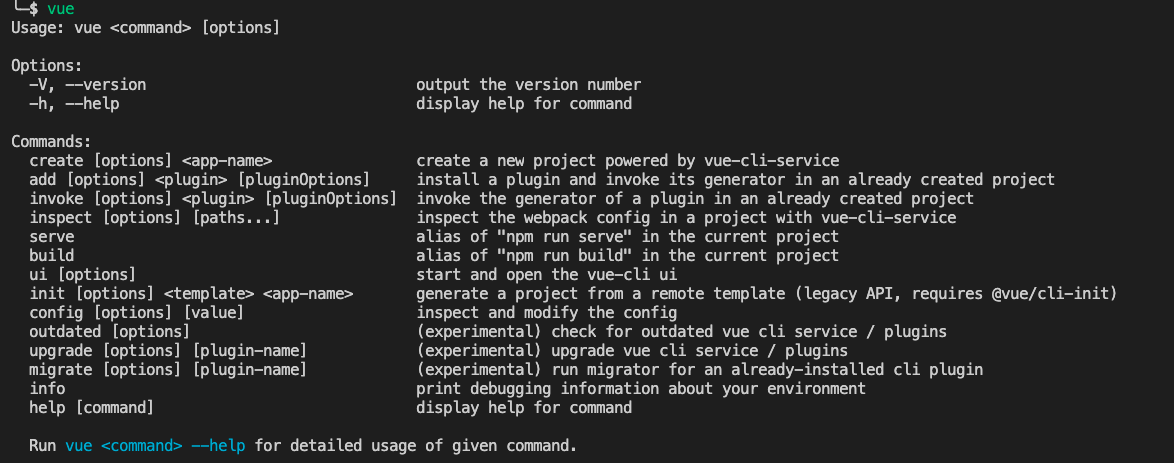 ╰─$ vue
Usage: vue <command> [options]

Options:
  -V, --version                              output the version number
  -h, --help                                 display help for command

Commands:
  create [options] <app-name>                create a new project powered by vue-cli-service
  add [options] <plugin> [pluginOptions]     install a plugin and invoke its generator in an already created project
  invoke [options] <plugin> [pluginOptions]  invoke the generator of a plugin in an already created project
  inspect [options] [paths...]               inspect the webpack config in a project with vue-cli-service
  serve                                      alias of "npm run serve" in the current project
  build                                      alias of "npm run build" in the current project
  ui [options]                               start and open the vue-cli ui
  init [options] <template> <app-name>       generate a project from a remote template (legacy API, requires @vue/cli-init)
  config [options] [value]                   inspect and modify the config
  outdated [options]                         (experimental) check for outdated vue cli service / plugins
  upgrade [options] [plugin-name]            (experimental) upgrade vue cli service / plugins
  migrate [options] [plugin-name]            (experimental) run migrator for an already-installed cli plugin
  info                                       print debugging information about your environment
  help [command]                             display help for command

  Run vue <command> --help for detailed usage of given command.